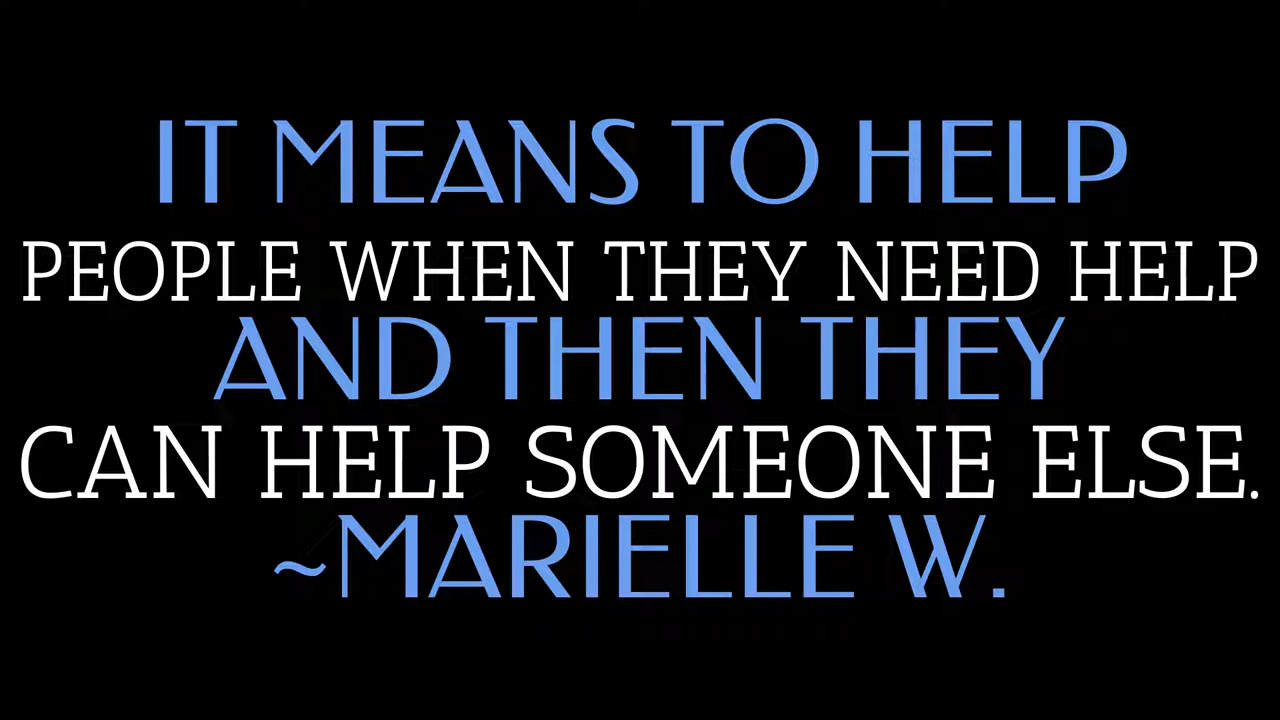 IT MEANS TO HELP
PEOPLE WHEN THEY NEED HELP
AND THEN THEY
CAN HELP SOMEONE ELSE.
~MARIELLE W.